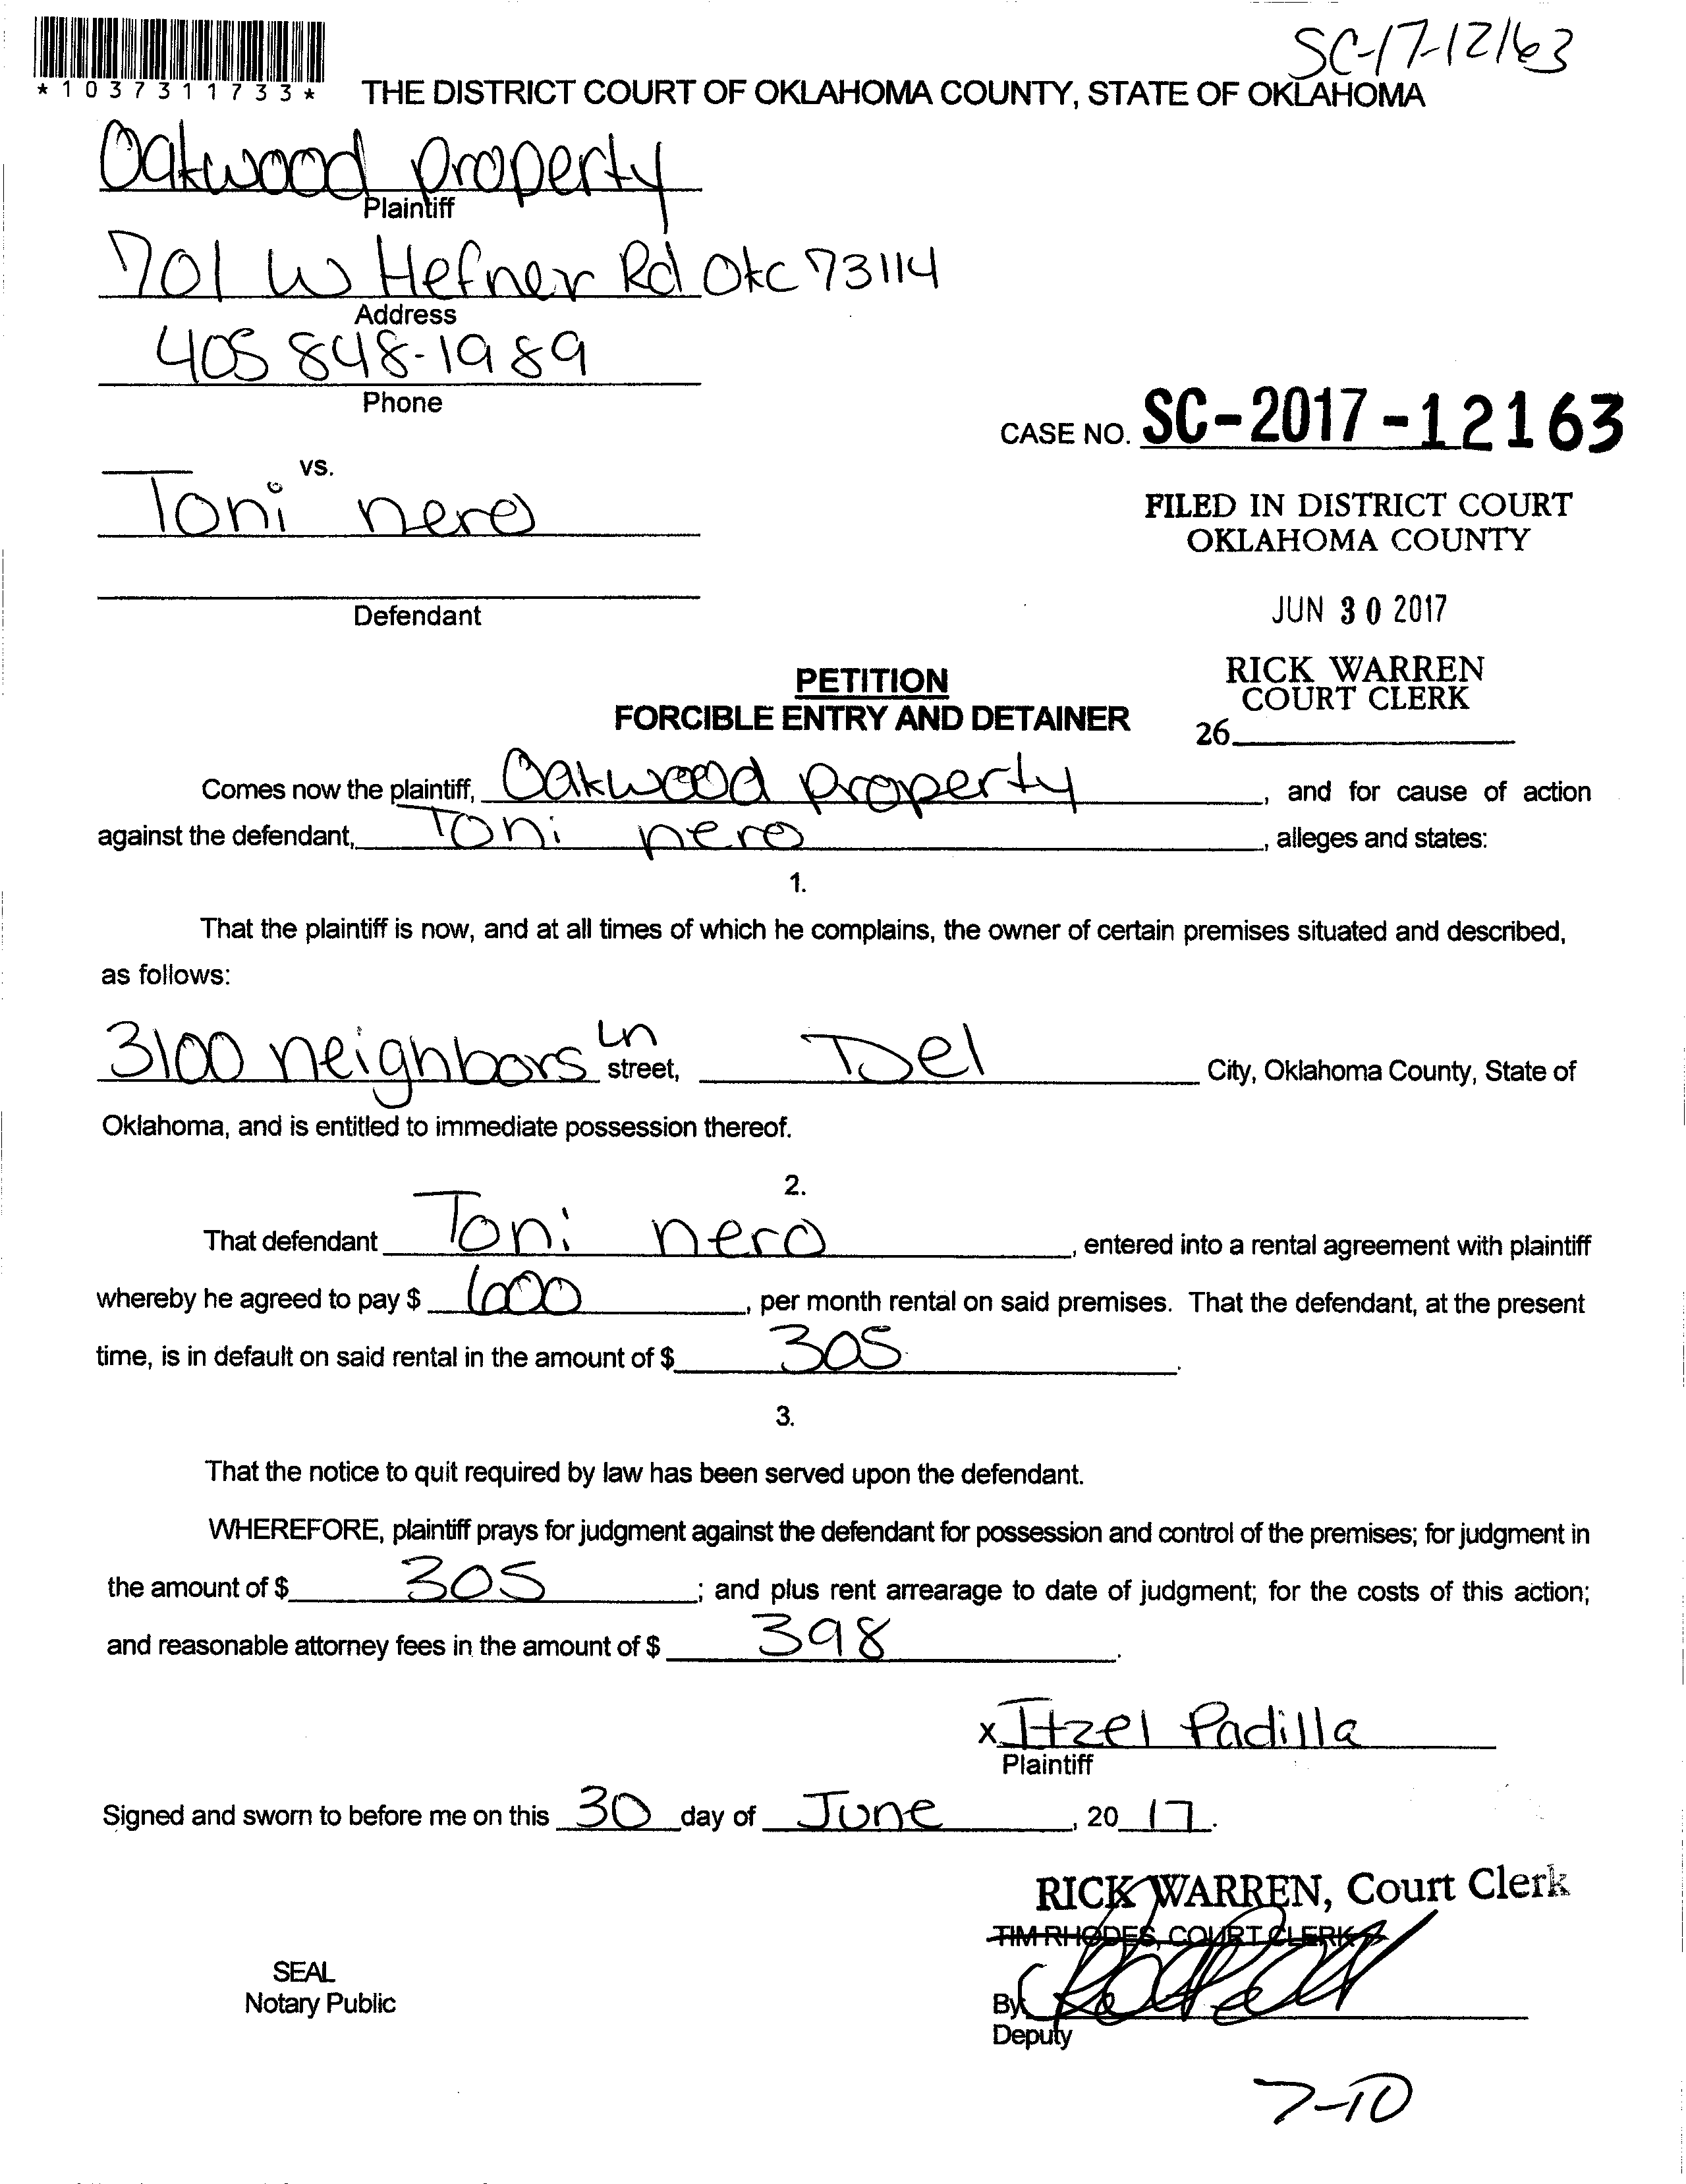 SC-17-12163
*1037311733*
THE DISTRICT COURT OF OKLAHOMA COUNTY, STATE OF OKLAHOMA
Oakwood property
Plaintiff
701 W Hefner Rd Okc 73114
Address
405 848-1989
Phone
CASE NO. SC-2017-12163
vs.
Toni nero
FILED IN DISTRICT COURT
OKLAHOMA COUNTY
Defendant
JUN 30 2017
RICK WARREN
COURT CLERK
26
PETITION
FORCIBLE ENTRY AND DETAINER
Comes now the plaintiff, Oakwood property, and for cause of action
against the defendant, Toni nero, alleges and states:
1.
That the plaintiff is now, and at all times of which he complains, the owner of certain premises situated and described,
as follows:
3100 neighbors Ln street, Del City, Oklahoma County, State of
Oklahoma, and is entitled to immediate possession thereof.
2.
That defendant Toni nero, entered into a rental agreement with plaintiff
whereby he agreed to pay $ 600, per month rental on said premises. That the defendant, at the present
time, is in default on said rental in the amount of $ 305.
3.
That the notice to quit required by law has been served upon the defendant.
WHEREFORE, plaintiff prays for judgment against the defendant for possession and control of the premises; for judgment in
the amount of $ 305; and plus rent arrearage to date of judgment; for the costs of this action;
and reasonable attorney fees in the amount of $ 398.
x Itzel Padilla
Plaintiff
Signed and sworn to before me on this 30 day of June, 20 17.
RICK WARREN, Court Clerk
TIM RHODES, COURT CLERK
SEAL
Notary Public
By
Deputy
7-10